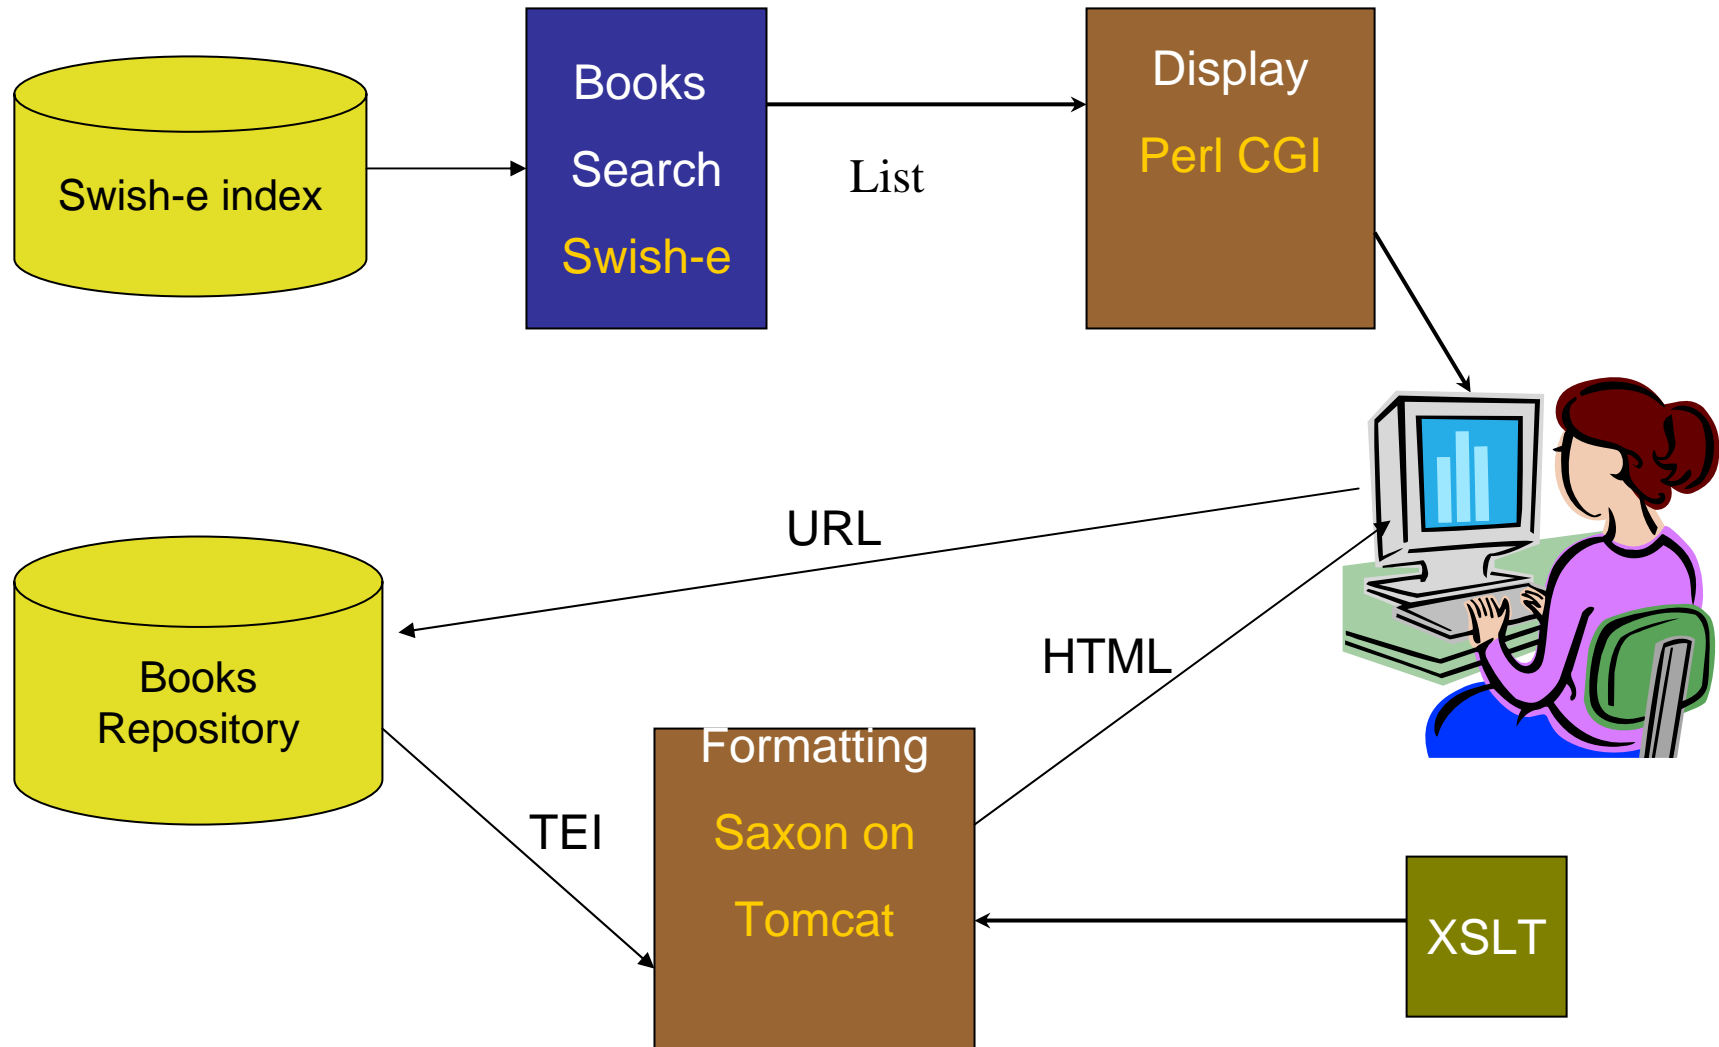 Swish-e index
Books
Search
Swish-e
List
Display
Perl CGI
URL
HTML
Books
Repository
TEI
Formatting
Saxon on
Tomcat
XSLT